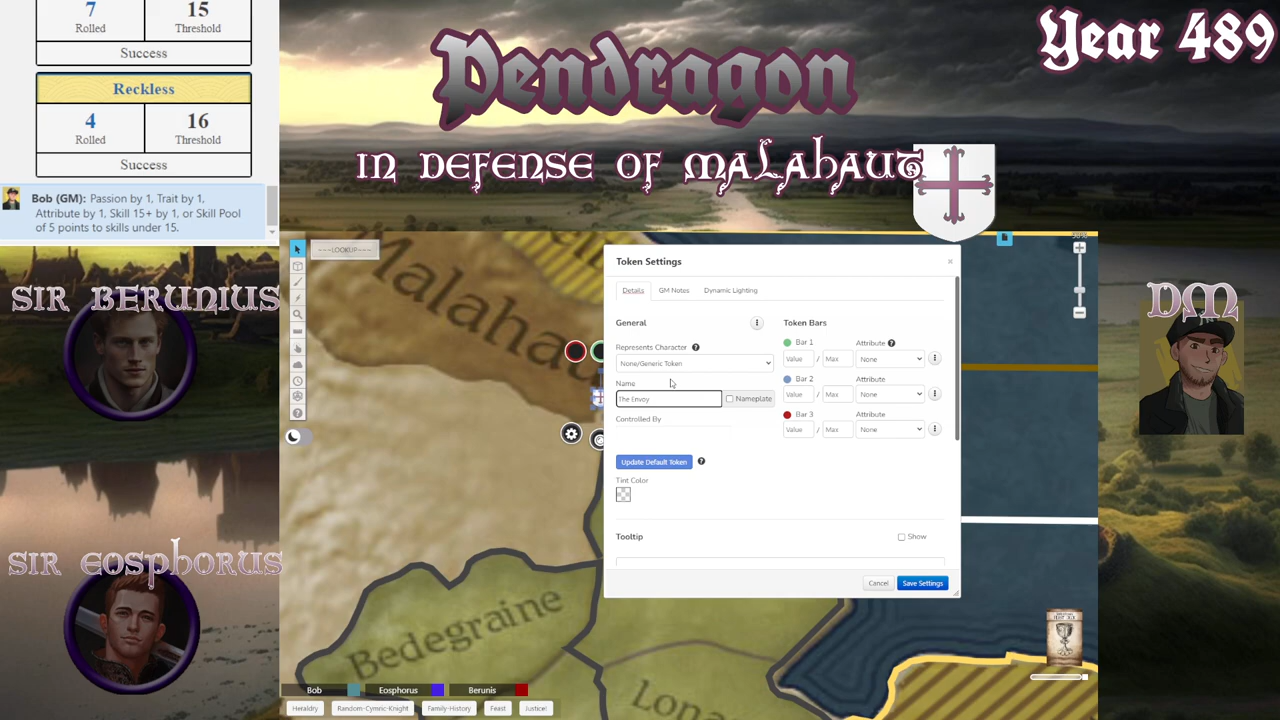 7
15
Rolled
Threshold
Success
Reckless
4
16
Rolled
Threshold
Success
Bob (GM): Passion by 1, Trait by 1,
Attribute by 1, Skill 15+ by 1, or Skill Pool
of 5 points to skills under 15.
Pendragon
Year 489
IN DEFENSE OF MALAHAUT
SIR BERUNIUS
SIR EOSPHORUS
DM
~~~LOOKUP~~~
Malahau
Token Settings
Details
GM Notes
Dynamic Lighting
General
Represents Character
None/Generic Token
Name
The Envoy
Nameplate
Controlled By
Update Default Token
Tint Color
Token Bars
Bar 1
Attribute
Value / Max
None
Bar 2
Attribute
Value / Max
None
Bar 3
Attribute
Value / Max
None
Tooltip
Show
Cancel
Save Settings
Bedegraine
Bob
Eosphorus
Berunis
Heraldry
Random-Cymric-Knight
Family-History
Feast
Justice!